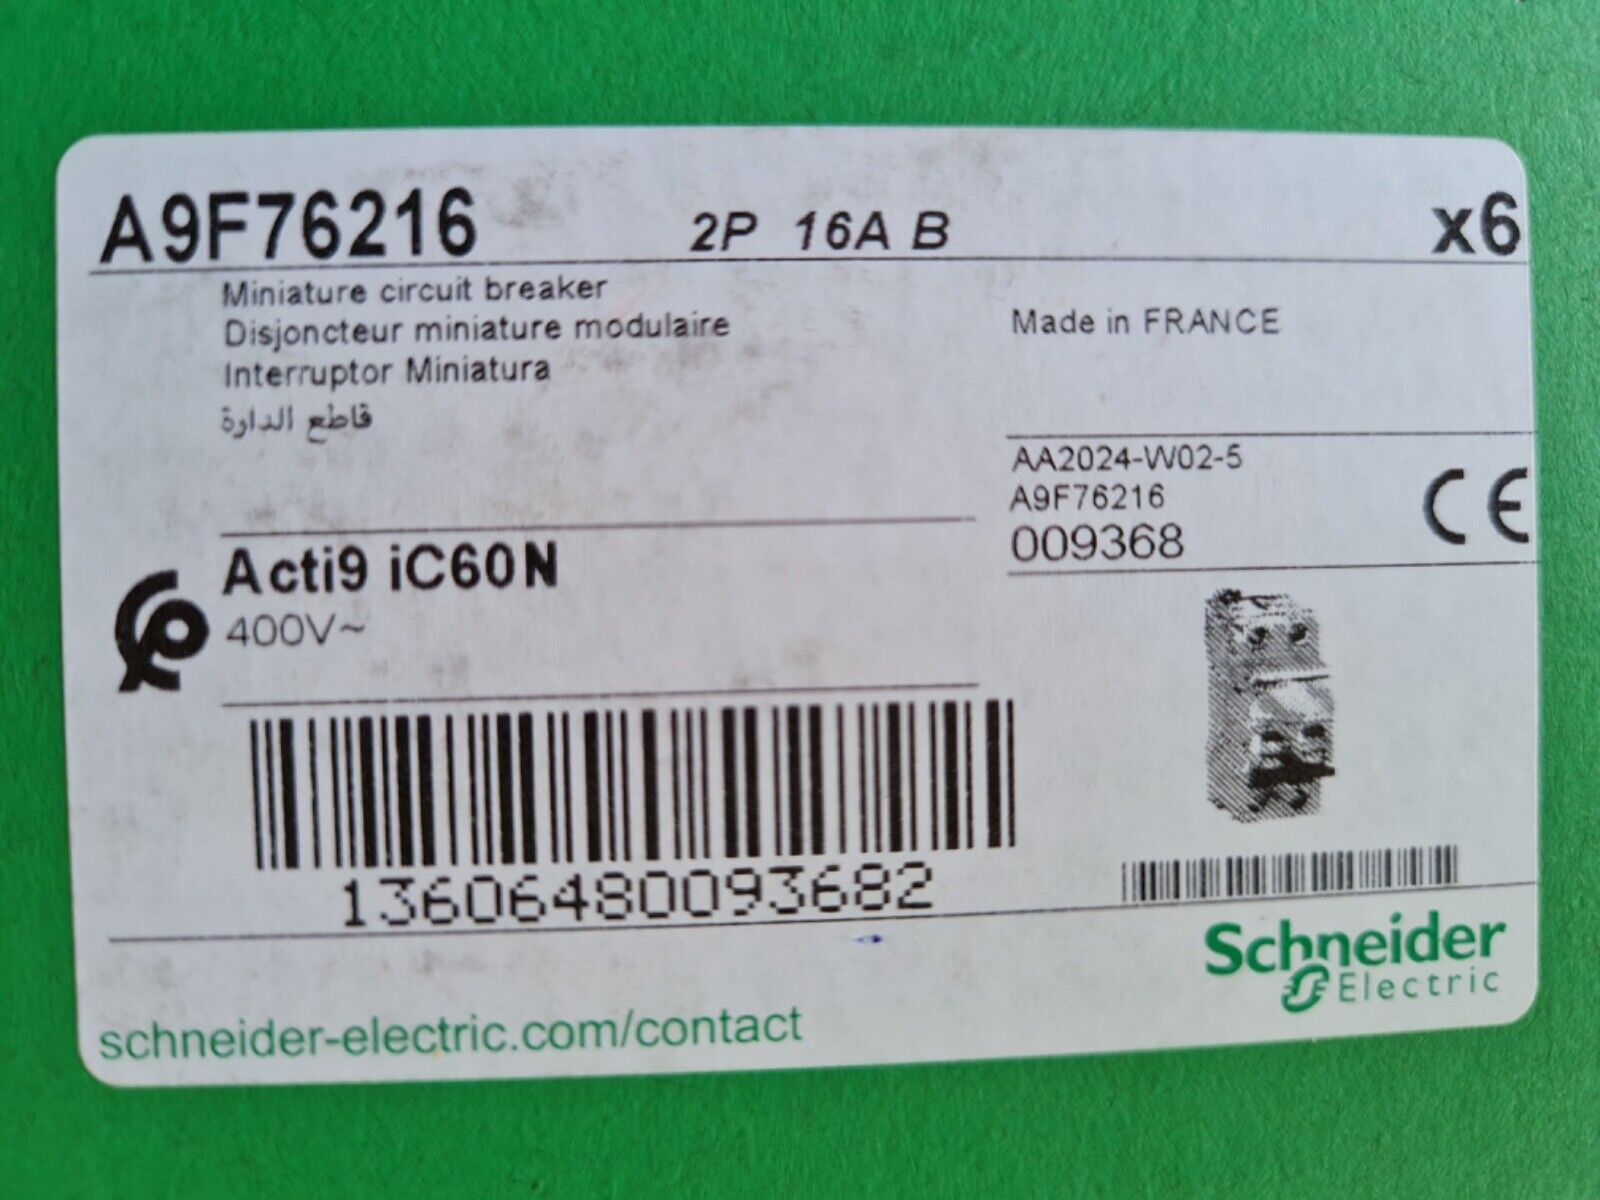 A9F76216 2P 16A B x6
Miniature circuit breaker
Disjoncteur miniature modulaire
Interruptor Miniatura
قاطع الدارة
Made in FRANCE
AA2024-W02-5
A9F76216
009368
CE
Acti9 iC60N
400V~
13606480093682
Schneider
Electric
schneider-electric.com/contact